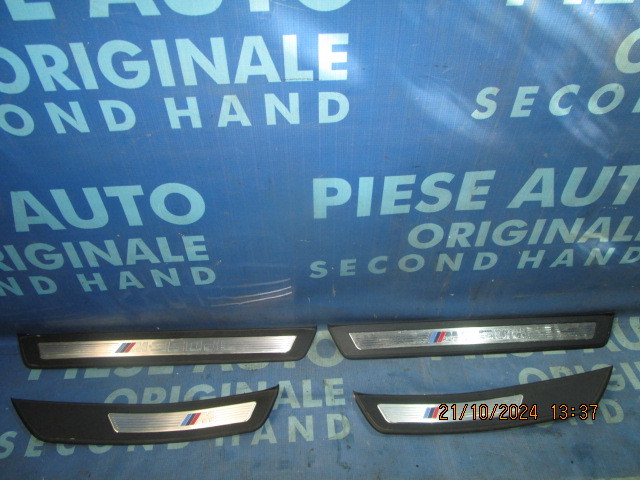 PIESE AUTO
ORIGINALE
SECOND HAND
SECOND HAND
AUTO
ORIGINALE
SECOND HAND
PIESE AUTO
ORIGINALE
SECOND HAND
21/10/2024 13:37